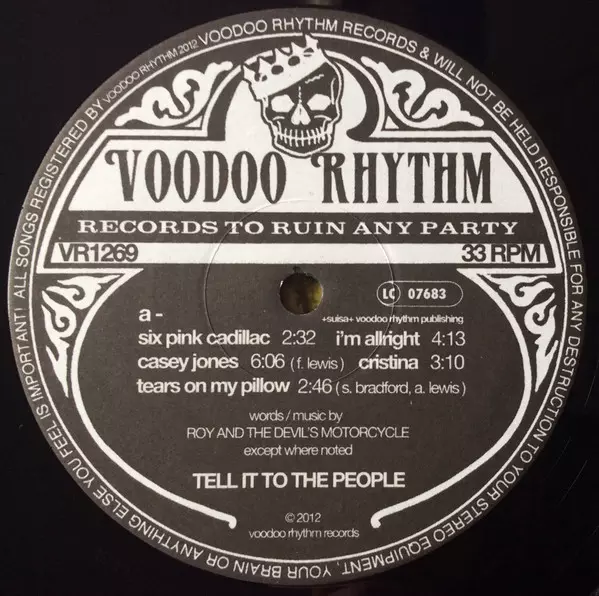 VOODOO RHYTHM
RECORDS TO RUIN ANY PARTY
VR1269
33 RPM
LC 07683
a -
+suisa+ voodoo rhythm publishing
six pink cadillac 2:32 i'm allright 4:13
casey jones 6:06 (f. lewis) cristina 3:10
tears on my pillow 2:46 (s. bradford, a. lewis)
words / music by
ROY AND THE DEVIL'S MOTORCYCLE
except where noted
TELL IT TO THE PEOPLE
© 2012
voodoo rhythm records
ALL SONGS REGISTERED BY VOODOO RHYTHM 2012 VOODOO RHYTHM RECORDS & WILL NOT BE HELD RESPONSIBLE FOR ANY DESTRUCTION TO YOUR STEREO EQUIPMENT, YOUR BRAIN OR ANYTHING ELSE YOU FEEL IS IMPORTANT!